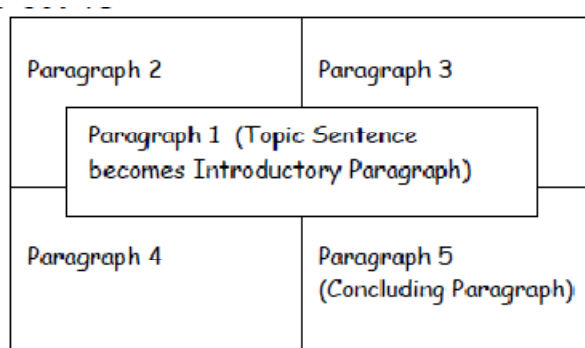 Paragraph 2
Paragraph 3
Paragraph 1 (Topic Sentence
becomes Introductory Paragraph)
Paragraph 4
Paragraph 5
(Concluding Paragraph)